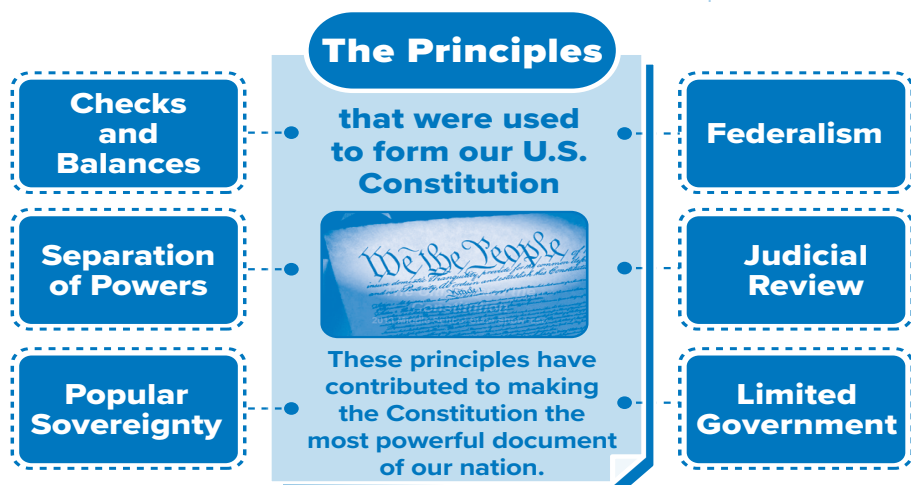 The Principles
that were used
to form our U.S.
Constitution
Checks
and
Balances
Separation
of Powers
Popular
Sovereignty
We the People
Article I
These principles have
contributed to making
the Constitution the
most powerful document
of our nation.
Federalism
Judicial
Review
Limited
Government